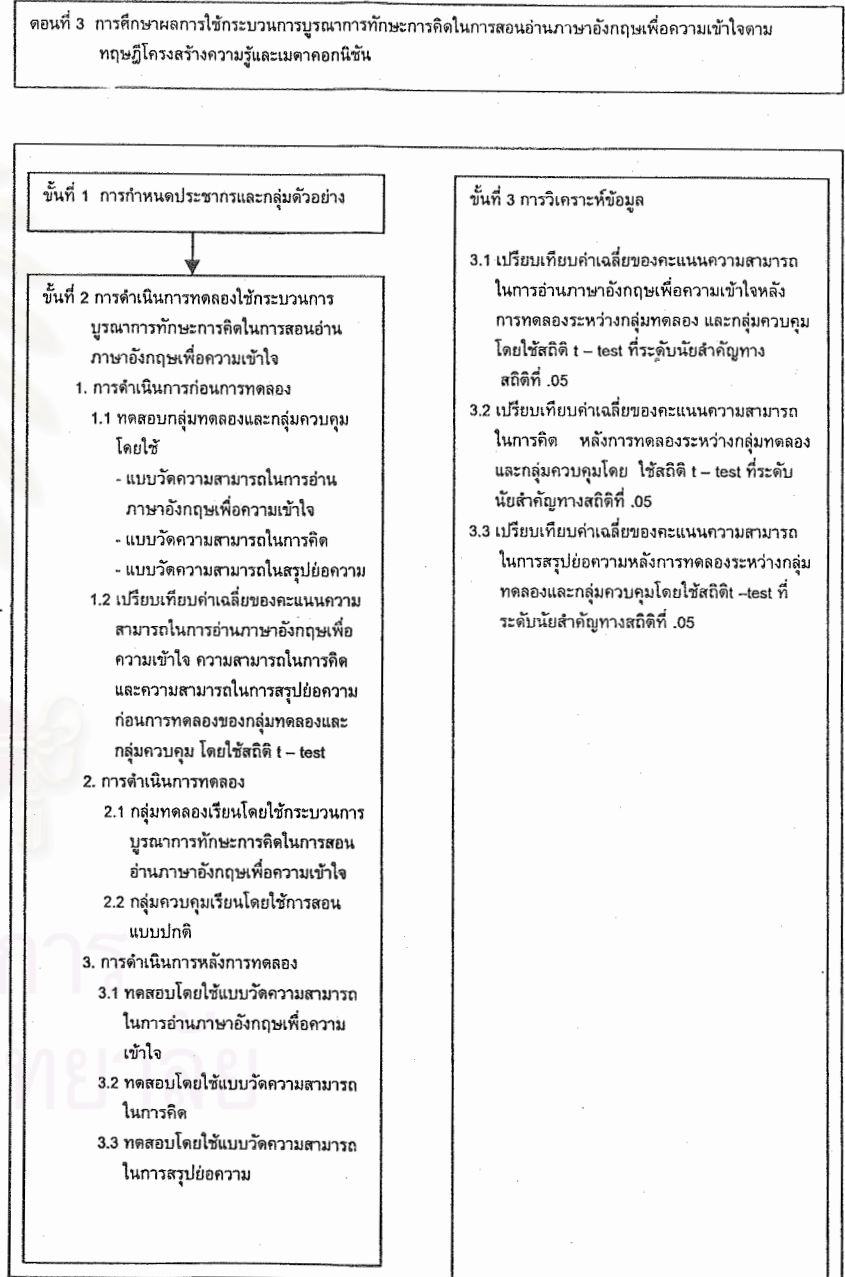 ตอนที่ 3 การศึกษาผลการใช้กระบวนการบูรณาการทักษะการคิดในการสอนอ่านภาษาอังกฤษเพื่อความเข้าใจตาม
ทฤษฎีโครงสร้างความรู้และเมตาคอกนิชัน
ขั้นที่ 1 การกำหนดประชากรและกลุ่มตัวอย่าง
ขั้นที่ 2 การดำเนินการทดลองใช้กระบวนการ
บูรณาการทักษะการคิดในการสอนอ่าน
ภาษาอังกฤษเพื่อความเข้าใจ
1. การดำเนินการก่อนการทดลอง
1.1 ทดสอบกลุ่มทดลองและกลุ่มควบคุม
โดยใช้
- แบบวัดความสามารถในการอ่าน
ภาษาอังกฤษเพื่อความเข้าใจ
- แบบวัดความสามารถในการคิด
- แบบวัดความสามารถในสรุปย่อความ
1.2 เปรียบเทียบค่าเฉลี่ยของคะแนนความ
สามารถในการอ่านภาษาอังกฤษเพื่อ
ความเข้าใจ ความสามารถในการคิด
และความสามารถในการสรุปย่อความ
ก่อนการทดลองของกลุ่มทดลองและ
กลุ่มควบคุม โดยใช้สถิติ t – test
2. การดำเนินการทดลอง
2.1 กลุ่มทดลองเรียนโดยใช้กระบวนการ
บูรณาการทักษะการคิดในการสอน
อ่านภาษาอังกฤษเพื่อความเข้าใจ
2.2 กลุ่มควบคุมเรียนโดยใช้การสอน
แบบปกติ
3. การดำเนินการหลังการทดลอง
3.1 ทดสอบโดยใช้แบบวัดความสามารถ
ในการอ่านภาษาอังกฤษเพื่อความ
เข้าใจ
3.2 ทดสอบโดยใช้แบบวัดความสามารถ
ในการคิด
3.3 ทดสอบโดยใช้แบบวัดความสามารถ
ในการสรุปย่อความ
ขั้นที่ 3 การวิเคราะห์ข้อมูล
3.1 เปรียบเทียบค่าเฉลี่ยของคะแนนความสามารถ
ในการอ่านภาษาอังกฤษเพื่อความเข้าใจหลัง
การทดลองระหว่างกลุ่มทดลอง และกลุ่มควบคุม
โดยใช้สถิติ t – test ที่ระดับนัยสำคัญทาง
สถิติที่ .05
3.2 เปรียบเทียบค่าเฉลี่ยของคะแนนความสามารถ
ในการคิด หลังการทดลองระหว่างกลุ่มทดลอง
และกลุ่มควบคุมโดย ใช้สถิติ t – test ที่ระดับ
นัยสำคัญทางสถิติที่ .05
3.3 เปรียบเทียบค่าเฉลี่ยของคะแนนความสามารถ
ในการสรุปย่อความหลังการทดลองระหว่างกลุ่ม
ทดลองและกลุ่มควบคุมโดยใช้สถิติt –test ที่
ระดับนัยสำคัญทางสถิติที่ .05